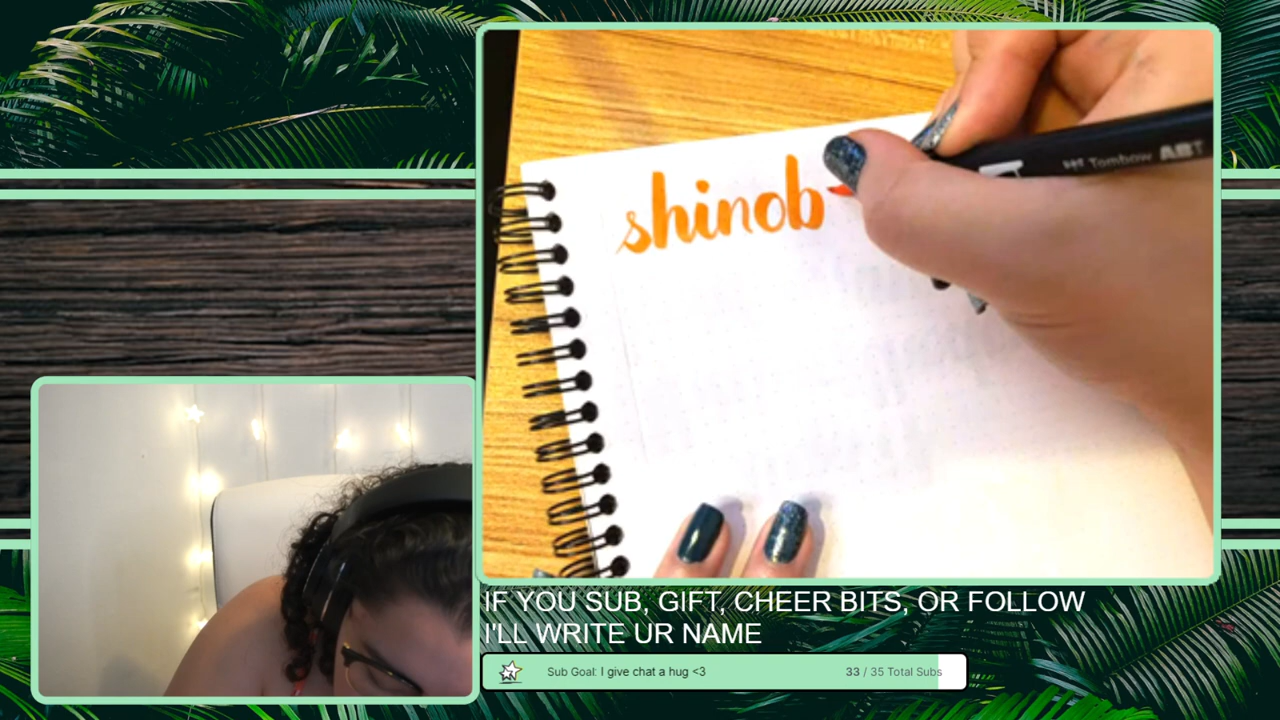 shinob
Tombow ABT
IF YOU SUB, GIFT, CHEER BITS, OR FOLLOW
I'LL WRITE UR NAME
Sub Goal: I give chat a hug <3
33 / 35 Total Subs